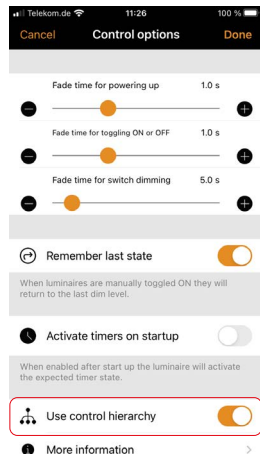 Telekom.de 11:26 100 %
Cancel Control options Done
Fade time for powering up 1.0 s
Fade time for toggling ON or OFF 1.0 s
Fade time for switch dimming 5.0 s
Remember last state
When luminaires are manually toggled ON they will
return to the last dim level.
Activate timers on startup
When enabled after start up the luminaire will activate
the expected timer state.
Use control hierarchy
More information